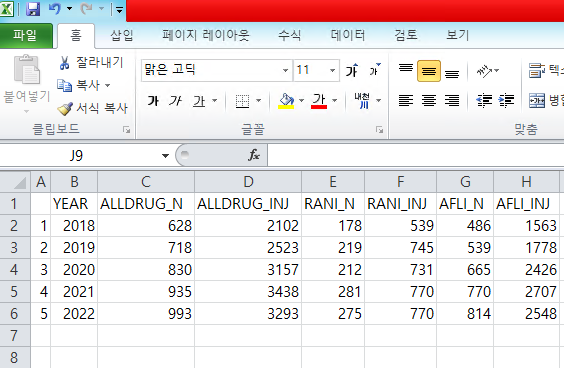 파일 홈 삽입 페이지 레이아웃 수식 데이터 검토 보기
붙여넣기
잘라내기
복사
서식 복사
클립보드
맑은 고딕 11 가 가
가 가 가 가 내천
글꼴
맞춤
J9 fx
A B C D E F G H
1 YEAR ALLDRUG_N ALLDRUG_INJ RANI_N RANI_INJ AFLI_N AFLI_INJ
2 1 2018 628 2102 178 539 486 1563
3 2 2019 718 2523 219 745 539 1778
4 3 2020 830 3157 212 731 665 2426
5 4 2021 935 3438 281 770 770 2707
6 5 2022 993 3293 275 770 814 2548
7
8